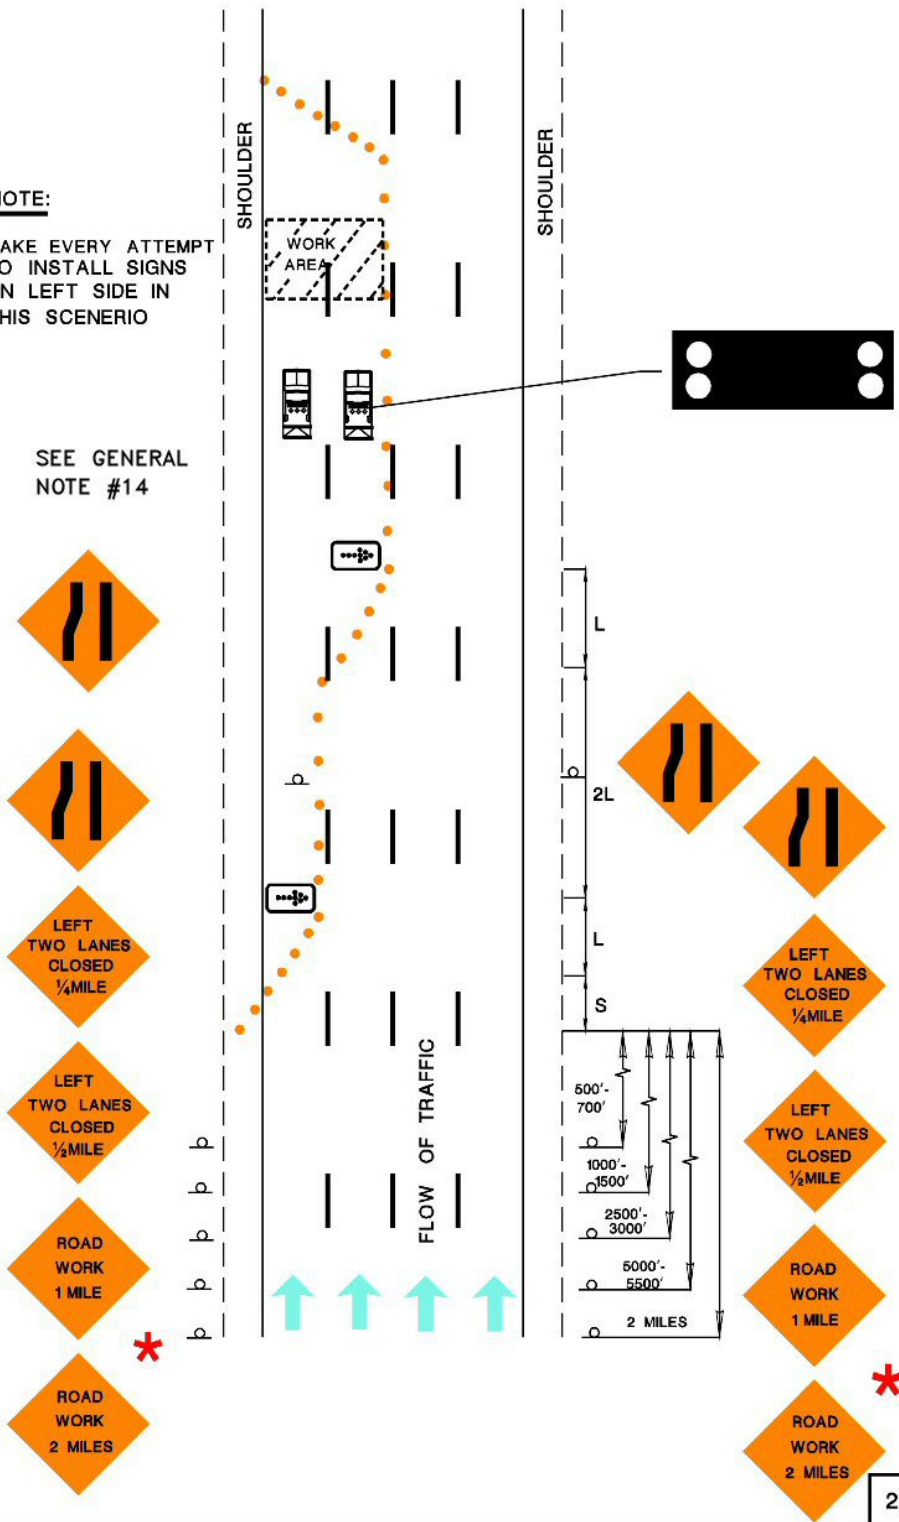 SHOULDER
SHOULDER
NOTE:
AKE EVERY ATTEMPT
O INSTALL SIGNS
N LEFT SIDE IN
HIS SCENERIO
WORK
AREA
SEE GENERAL
NOTE #14
L
2L
L
S
LEFT
TWO LANES
CLOSED
¼MILE
LEFT
TWO LANES
CLOSED
½MILE
ROAD
WORK
1 MILE
*
ROAD
WORK
2 MILES
FLOW OF TRAFFIC
500'-
700'
1000'-
1500'
2500'-
3000'
5000'-
5500'
2 MILES
LEFT
TWO LANES
CLOSED
¼MILE
LEFT
TWO LANES
CLOSED
½MILE
ROAD
WORK
1 MILE
*
ROAD
WORK
2 MILES
2